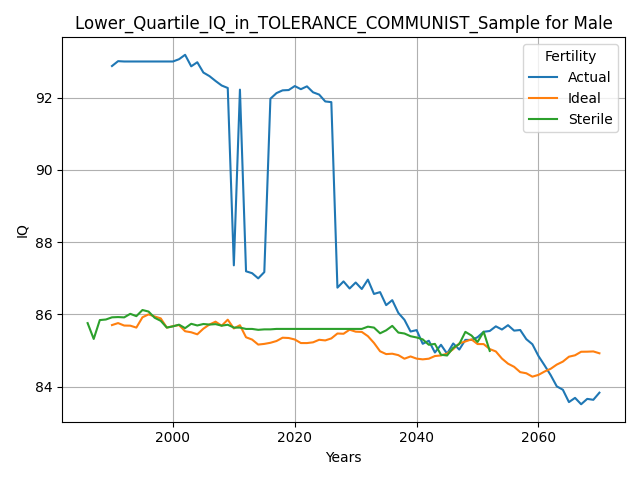 Lower_Quartile_IQ_in_TOLERANCE_COMMUNIST_Sample for Male
Fertility
Actual
Ideal
Sterile
92
90
88
86
84
IQ
2000
2020
2040
2060
Years